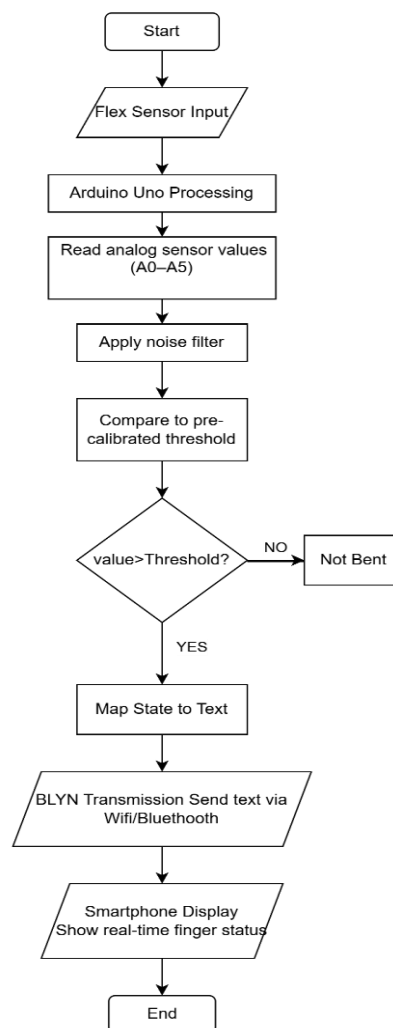 Start
Flex Sensor Input
Arduino Uno Processing
Read analog sensor values
(A0–A5)
Apply noise filter
Compare to pre-
calibrated threshold
value>Threshold?
NO
Not Bent
YES
Map State to Text
BLYN Transmission Send text via
Wifi/Bluethooth
Smartphone Display
Show real-time finger status
End